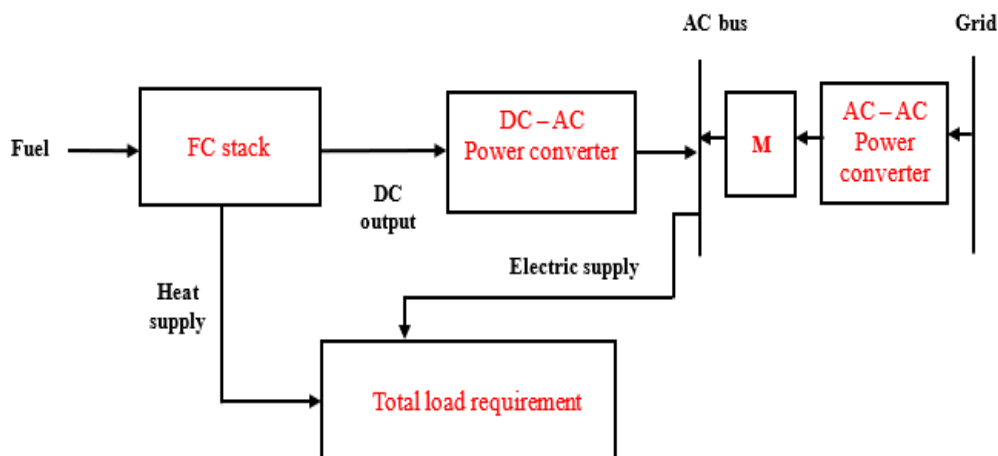 AC bus
Grid
Fuel
FC stack
DC – AC
Power converter
M
AC – AC
Power
converter
DC
output
Electric supply
Heat
supply
Total load requirement